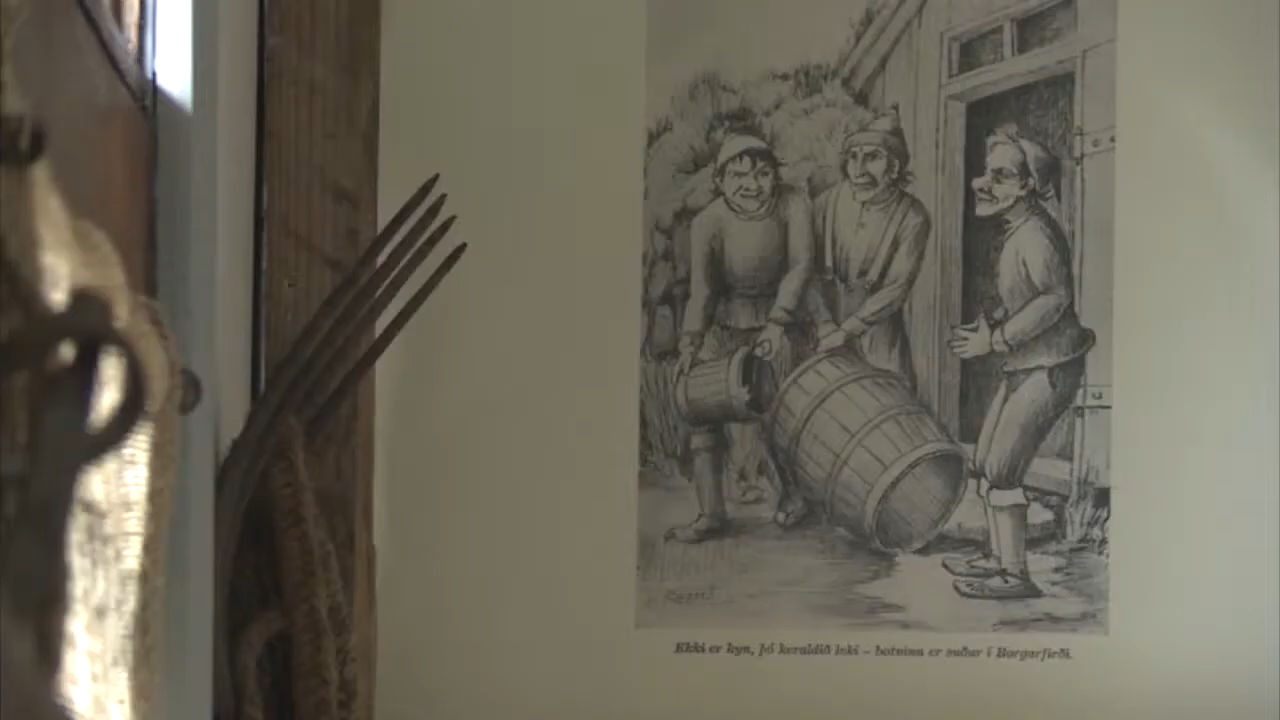 Ekki er kyn, þó keraldið leki – botninn er suður í Borgarfirði.